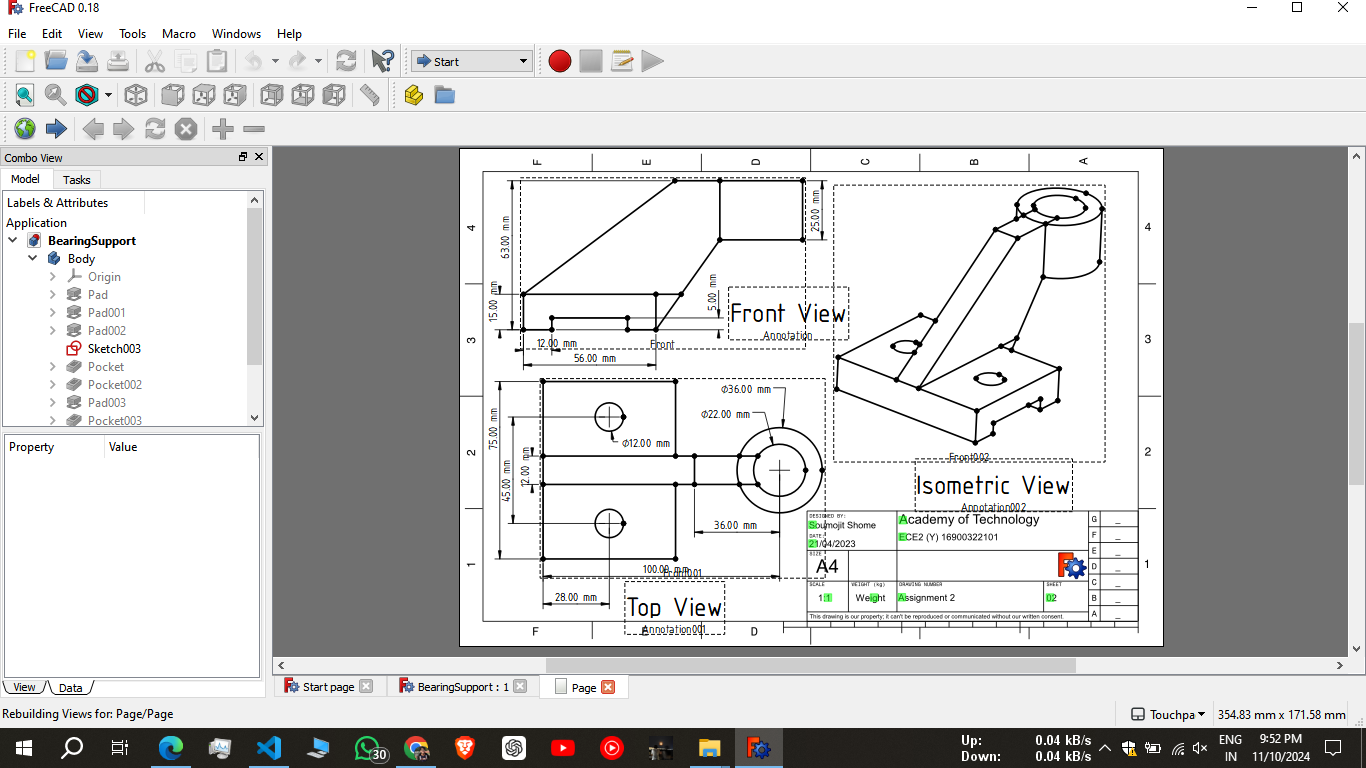 FreeCAD 0.18
File Edit View Tools Macro Windows Help
Start
Combo View
Model Tasks
Labels & Attributes
Application
BearingSupport
Body
Origin
Pad
Pad001
Pad002
Sketch003
Pocket
Pocket002
Pad003
Pocket003
Property Value
View Data
F E D C B A
4
3
2
1
63.00 mm
15.00 mm
12.00 mm
56.00 mm
5.00 mm
25.00 mm
Front
Front View
Annotation
75.00 mm
45.00 mm
12.00 mm
Ø12.00 mm
Ø36.00 mm
Ø22.00 mm
36.00 mm
100.00 mm
Front001
28.00 mm
Top View
Annotation001
Front002
Isometric View
Annotation002
4
3
2
1
F E D
DESIGNED BY:
Soumojit Shome
DATE:
21/04/2023
Academy of Technology
ECE2 (Y) 16900322101
SIZE
A4
SCALE
1:1
WEIGHT (kg)
Weight
DRAWING NUMBER
Assignment 2
SHEET
02
G _
F _
E _
D _
C _
B _
A _
This drawing is our property; it can't be reproduced or communicated without our written consent.
Start page BearingSupport : 1 Page
Rebuilding Views for: Page/Page
Touchpa 354.83 mm x 171.58 mm
30
Up: 0.04 kB/s
Down: 0.04 kB/s
ENG
IN
9:52 PM
11/10/2024